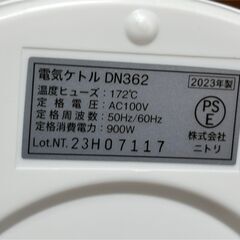 電気ケトル DN362
2023年製
温度ヒューズ：172℃
定格電圧：AC100V
定格周波数：50Hz/60Hz
定格消費電力：900W
Lot.NT. 23H07117
PSE
株式会社
ニトリ